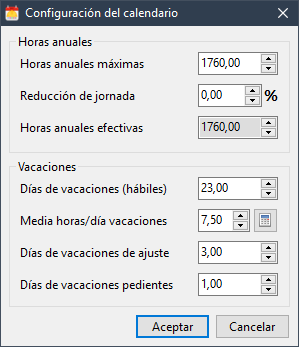 Configuración del calendario
Horas anuales
Horas anuales máximas 1760,00
Reducción de jornada 0,00 %
Horas anuales efectivas 1760,00
Vacaciones
Días de vacaciones (hábiles) 23,00
Media horas/día vacaciones 7,50
Días de vacaciones de ajuste 3,00
Días de vacaciones pedientes 1,00
Aceptar Cancelar